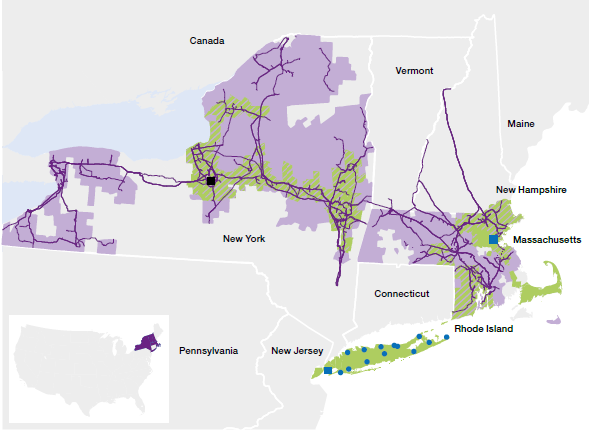 Canada
Vermont
Maine
New Hampshire
New York
Massachusetts
Connecticut
Rhode Island
Pennsylvania
New Jersey